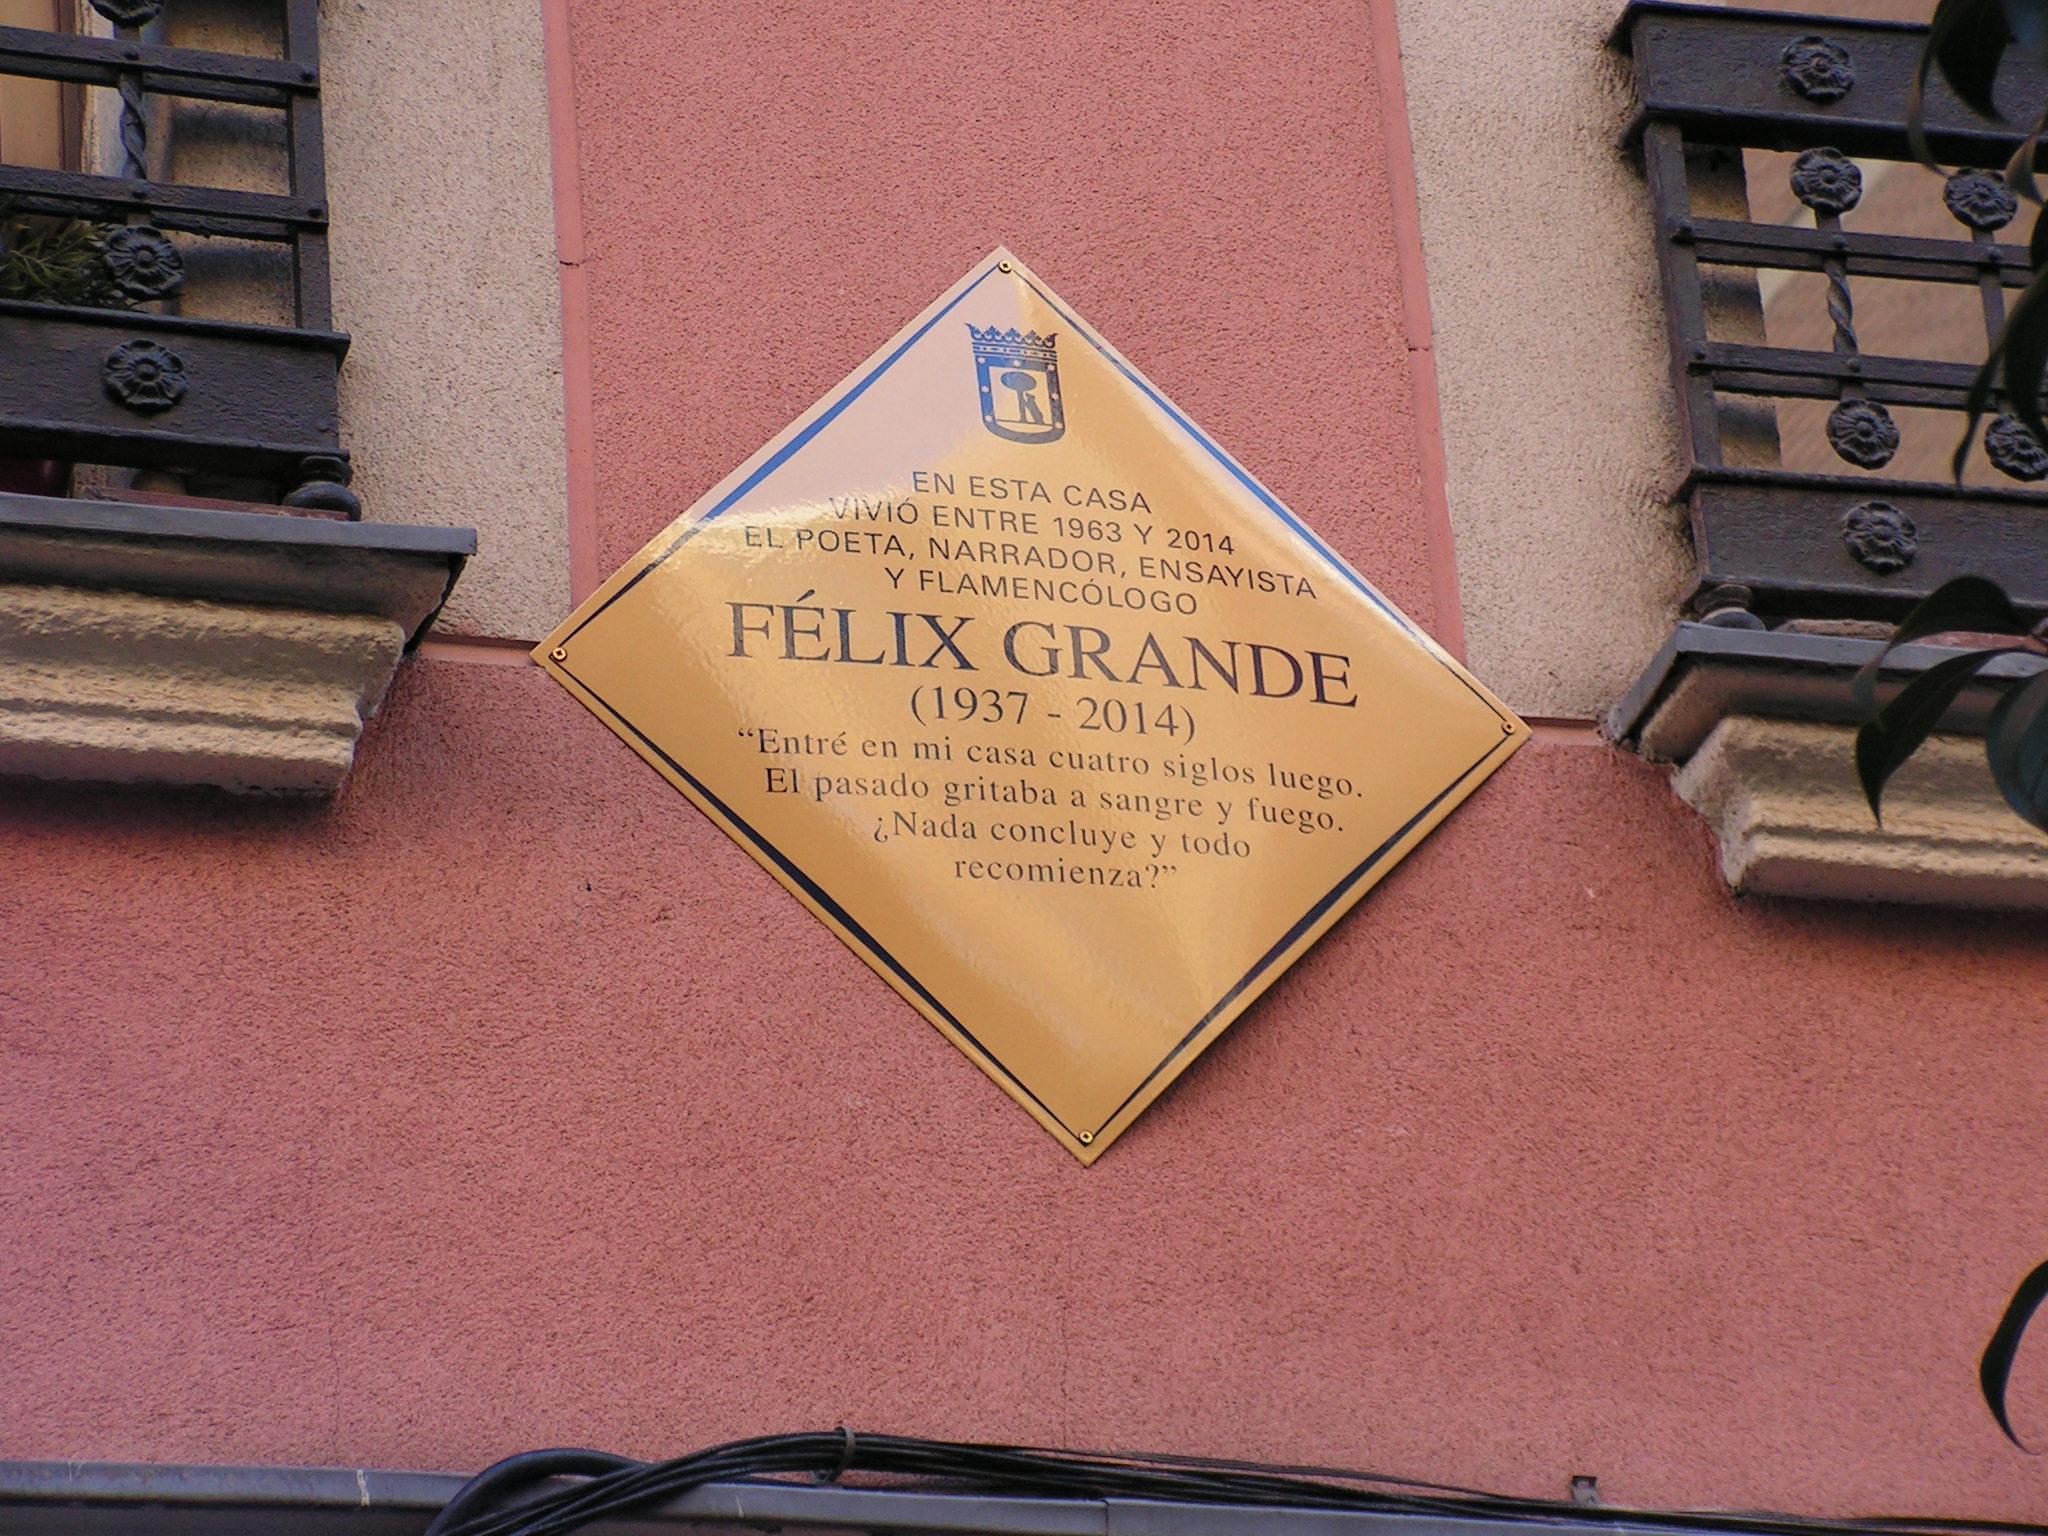 EN ESTA CASA
VIVIÓ ENTRE 1963 Y 2014
EL POETA, NARRADOR, ENSAYISTA
Y FLAMENCÓLOGO
FÉLIX GRANDE
(1937 - 2014)
“Entré en mi casa cuatro siglos luego.
El pasado gritaba a sangre y fuego.
¿Nada concluye y todo
recomienza?”